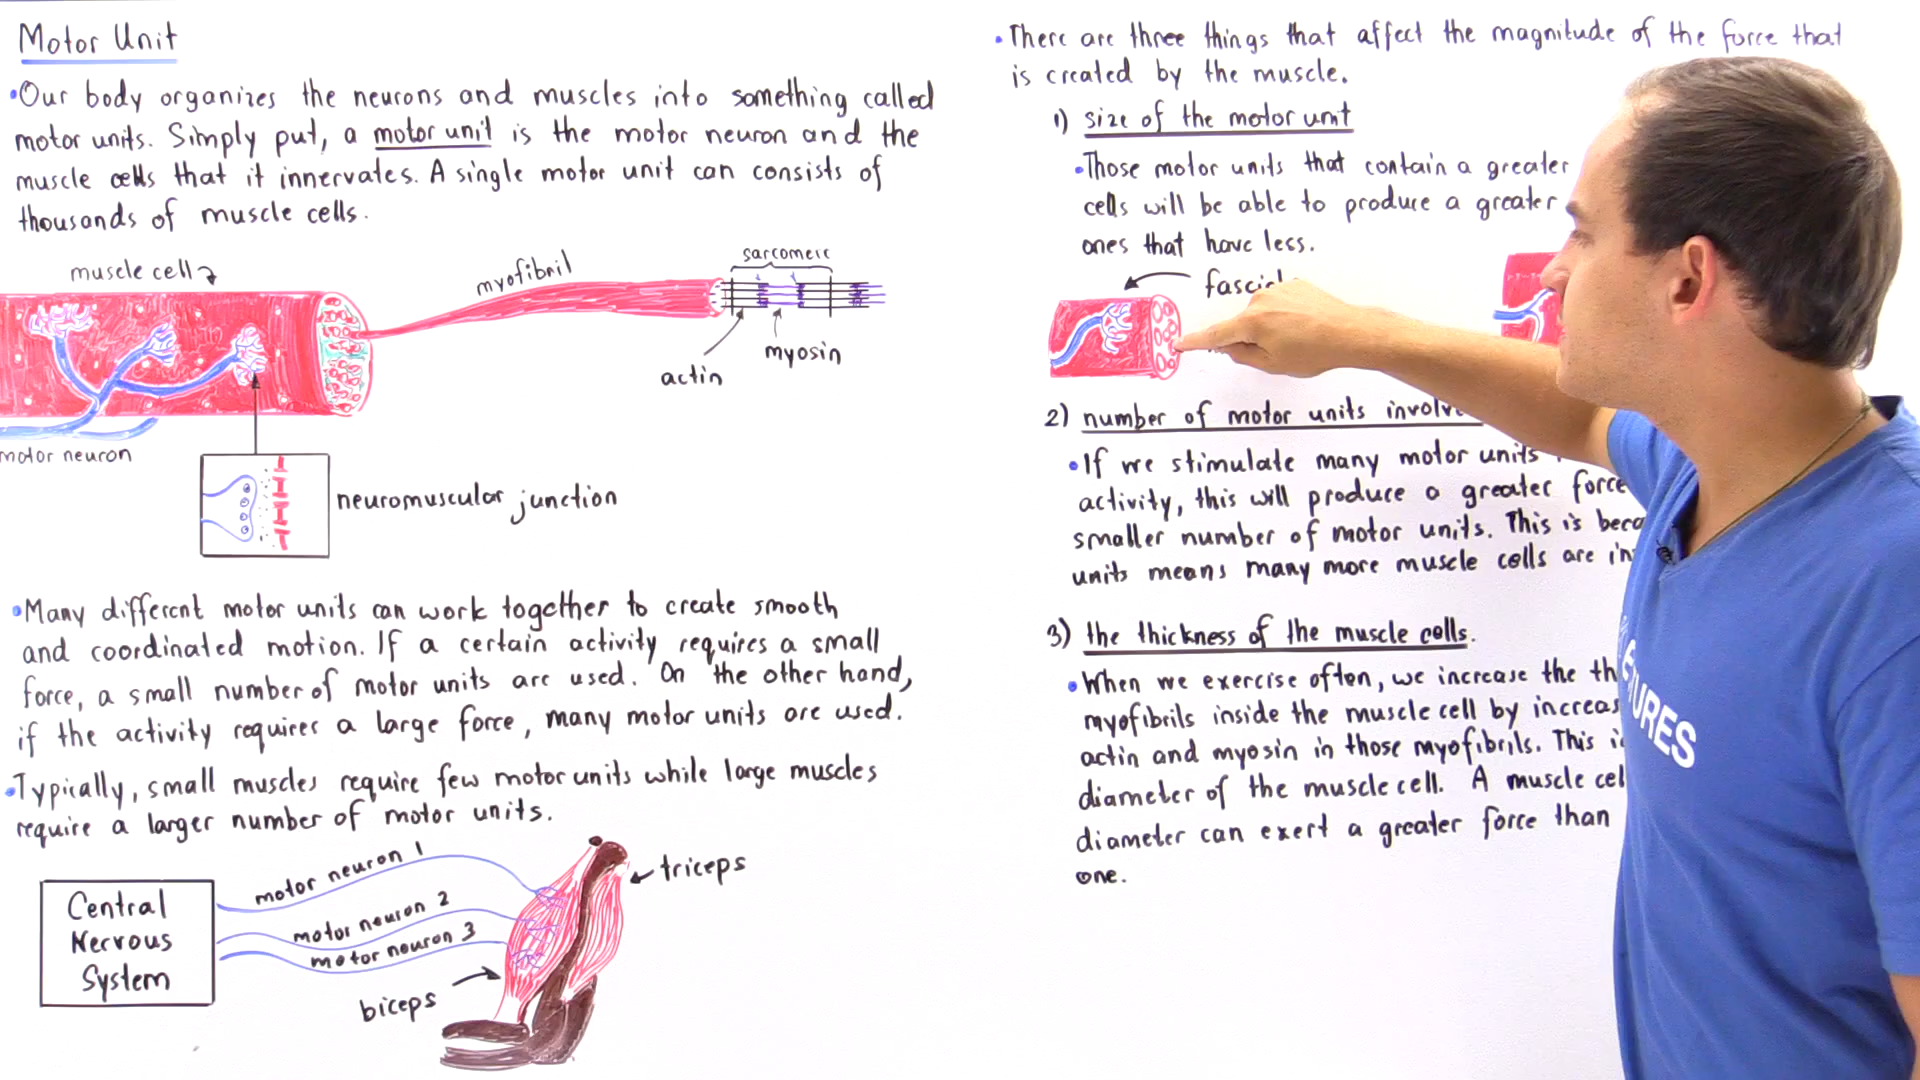 Motor Unit
•Our body organizes the neurons and muscles into something called
motor units. Simply put, a motor unit is the motor neuron and the
muscle cells that it innervates. A single motor unit can consists of
thousands of muscle cells.
muscle cell
myofibril
sarcomere
actin
myosin
motor neuron
neuromuscular junction
•Many different motor units can work together to create smooth
and coordinated motion. If a certain activity requires a small
force, a small number of motor units are used. On the other hand,
if the activity requires a large force, many motor units are used.
•Typically, small muscles require few motor units while large muscles
require a larger number of motor units.
Central
Nervous
System
motor neuron 1
motor neuron 2
motor neuron 3
triceps
biceps
•There are three things that affect the magnitude of the force that
is created by the muscle.
1) size of the motor unit
•Those motor units that contain a greater
cells will be able to produce a greater
ones that have less.
2) number of motor units
•If we stimulate many motor units
activity, this will produce a greater force
smaller number of motor units. This is
units means many more muscle cells are
3) the thickness of the muscle cells.
•When we exercise often, we increase the
myofibrils inside the muscle cell by
actin and myosin in those myofibrils. This
diameter of the muscle cell. A muscle
diameter can exert a greater force than
one.